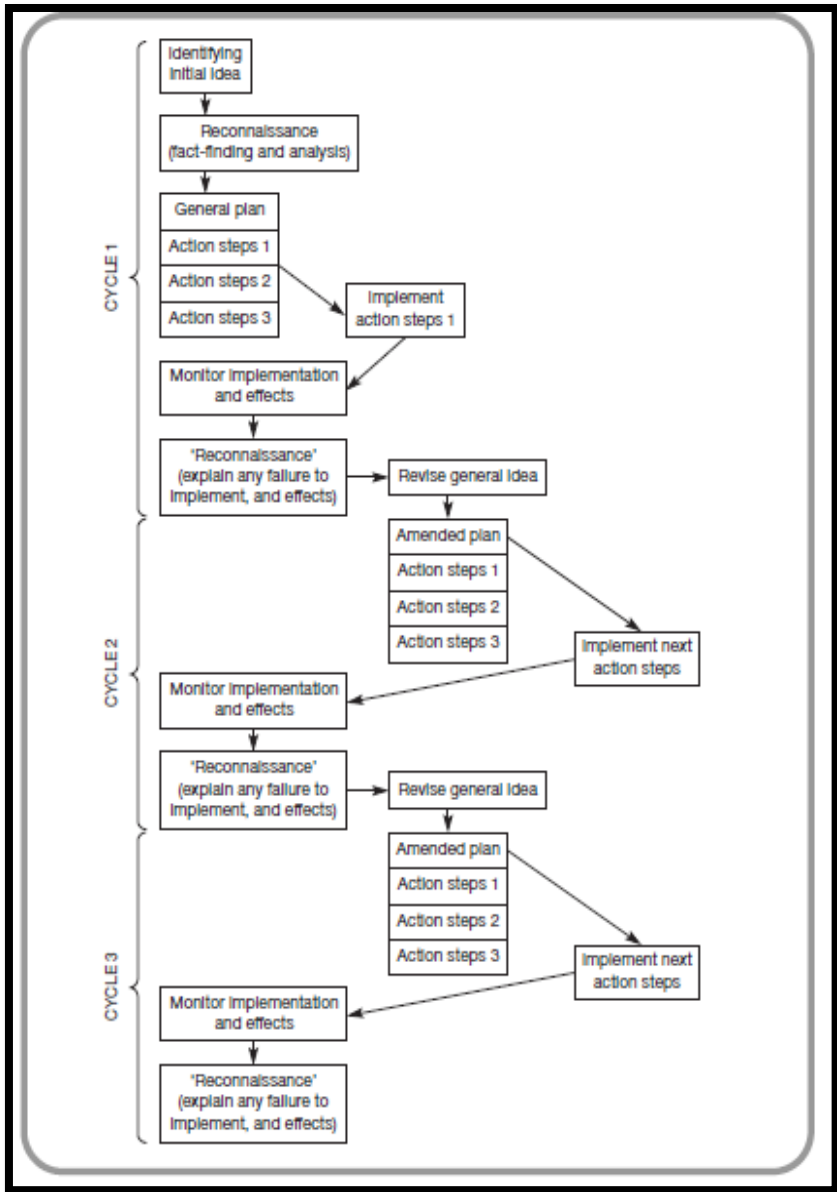 Identifying
initial idea
Reconnaissance
(fact-finding and analysis)
General plan
Action steps 1
Action steps 2
Action steps 3
Implement
action steps 1
CYCLE 1
Monitor implementation
and effects
"Reconnaissance"
(explain any failure to
implement, and effects)
Revise general idea
Amended plan
Action steps 1
Action steps 2
Action steps 3
Implement next
action steps
CYCLE 2
Monitor implementation
and effects
"Reconnaissance"
(explain any failure to
implement, and effects)
Revise general idea
Amended plan
Action steps 1
Action steps 2
Action steps 3
Implement next
action steps
CYCLE 3
Monitor implementation
and effects
"Reconnaissance"
(explain any failure to
implement, and effects)